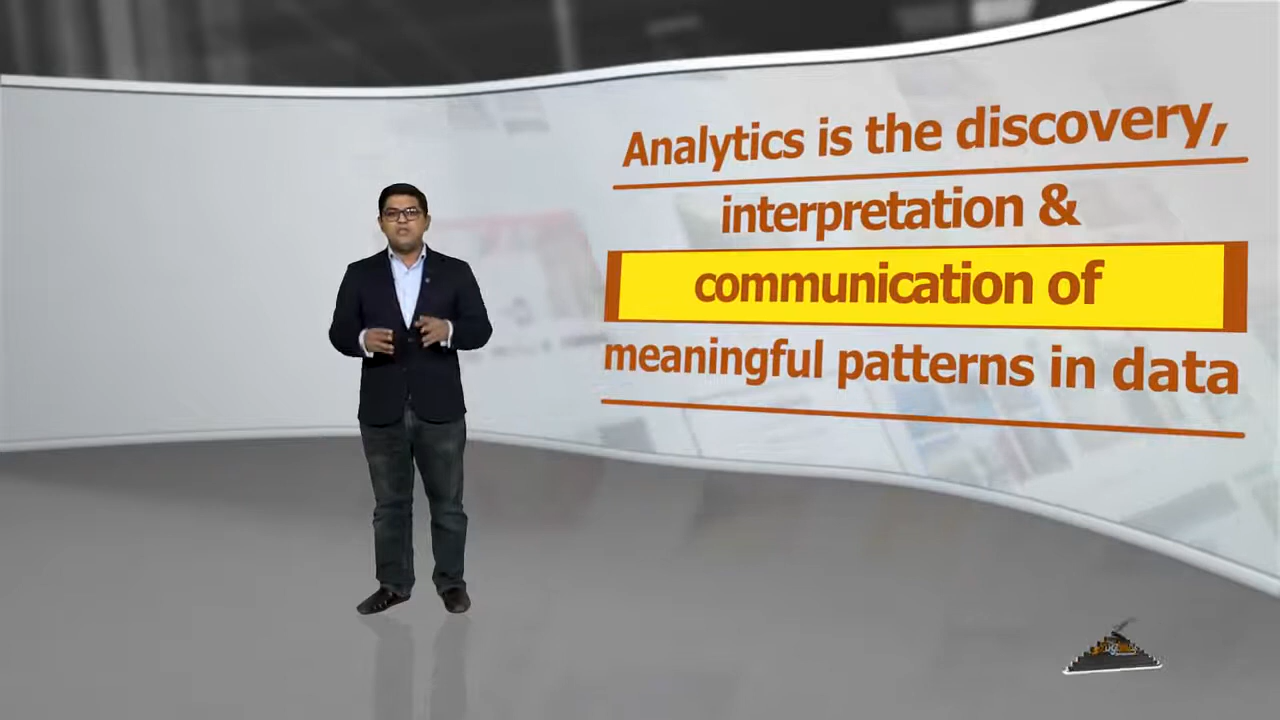 Analytics is the discovery,
interpretation &
communication of
meaningful patterns in data